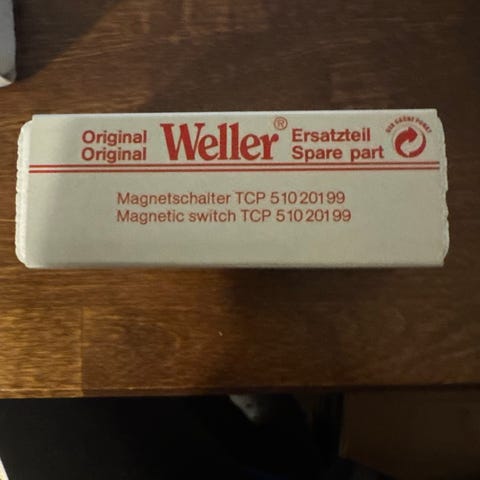 Original Weller® Ersatzteil
Original Spare part
DER GRÜNE PUNKT
Magnetschalter TCP 510 201 99
Magnetic switch TCP 510 201 99